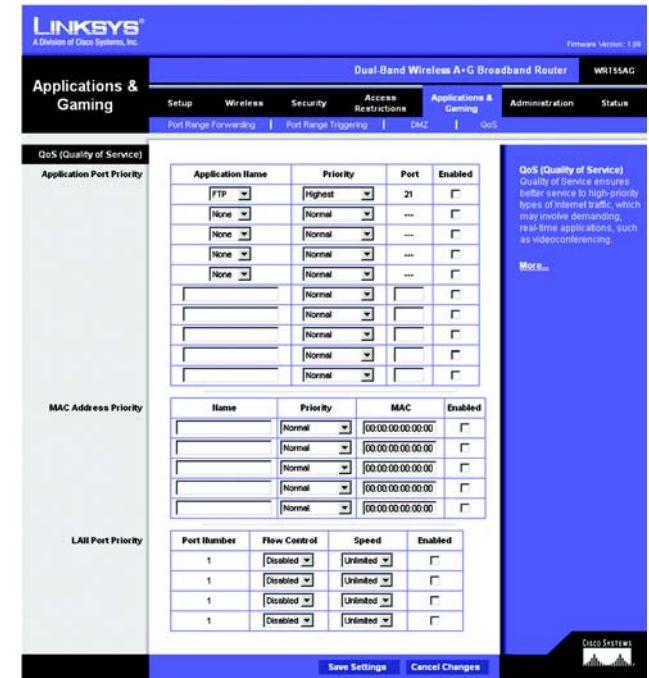 LINKSYS®
A Division of Cisco Systems, Inc.
Firmware Version: 1.09
Dual-Band Wireless A+G Broadband Router WRT55AG
Applications & Gaming
Setup Wireless Security Access Restrictions Applications & Gaming Administration Status
Port Range Forwarding | Port Range Triggering | DMZ | QoS
QoS (Quality of Service)
Application Port Priority
Application Name Priority Port Enabled
FTP Highest 21
None Normal ---
None Normal ---
None Normal ---
None Normal ---
Normal
Normal
Normal
Normal
Normal
MAC Address Priority
Name Priority MAC Enabled
Normal 00:00:00:00:00:00
Normal 00:00:00:00:00:00
Normal 00:00:00:00:00:00
Normal 00:00:00:00:00:00
Normal 00:00:00:00:00:00
LAN Port Priority
Port Number Flow Control Speed Enabled
1 Disabled Unlimited
1 Disabled Unlimited
1 Disabled Unlimited
1 Disabled Unlimited
QoS (Quality of Service)
Quality of Service ensures
better service to high-priority
types of Internet traffic, which
may involve demanding,
real-time applications, such
as videoconferencing.
More...
Save Settings Cancel Changes
CISCO SYSTEMS